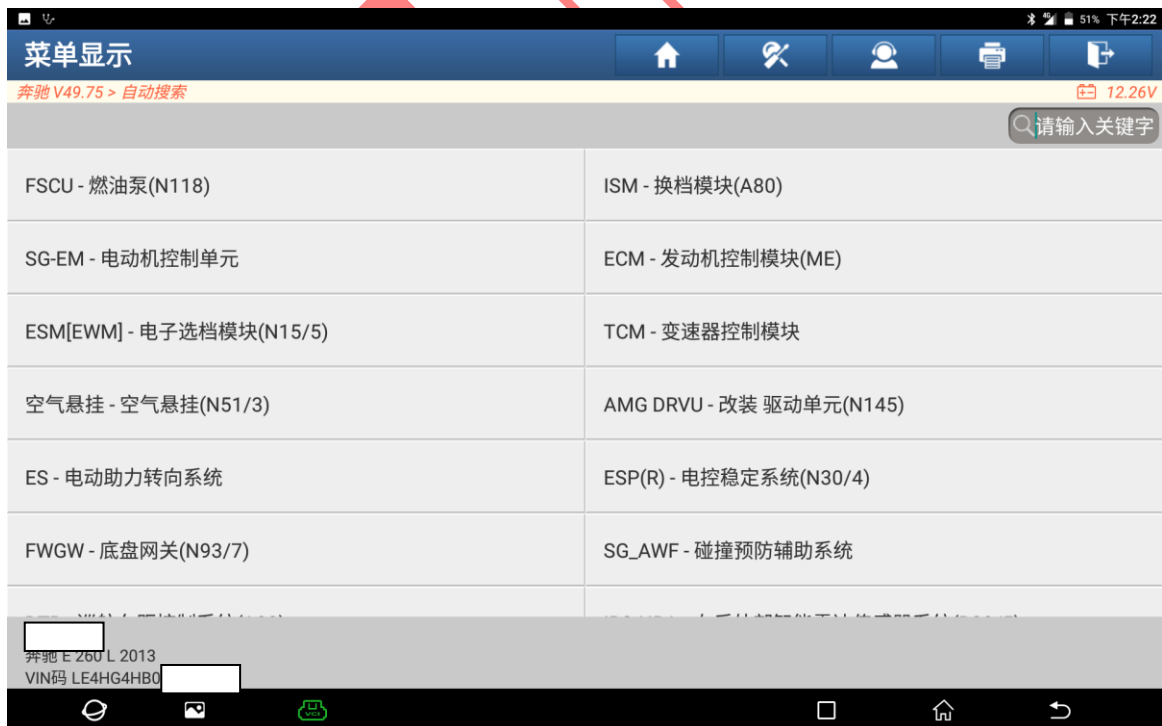 4G 51% 下午2:22
菜单显示
奔驰 V49.75 > 自动搜索 12.26V
请输入关键字
FSCU - 燃油泵(N118) ISM - 换档模块(A80)
SG-EM - 电动机控制单元 ECM - 发动机控制模块(ME)
ESM[EWM] - 电子选档模块(N15/5) TCM - 变速器控制模块
空气悬挂 - 空气悬挂(N51/3) AMG DRVU - 改装 驱动单元(N145)
ES - 电动助力转向系统 ESP(R) - 电控稳定系统(N30/4)
FWGW - 底盘网关(N93/7) SG_AWF - 碰撞预防辅助系统
奔驰 E 260 L 2013
VIN码 LE4HG4HB0
VCI